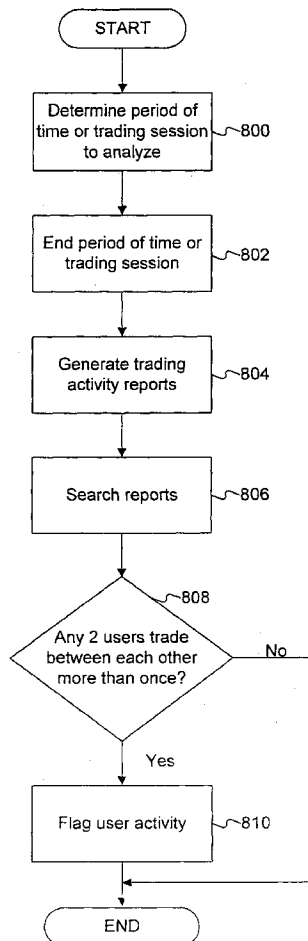 START
Determine period of
time or trading session
to analyze
800
End period of time or
trading session
802
Generate trading
activity reports
804
Search reports
806
808
Any 2 users trade
between each other
more than once?
No
Yes
Flag user activity
810
END